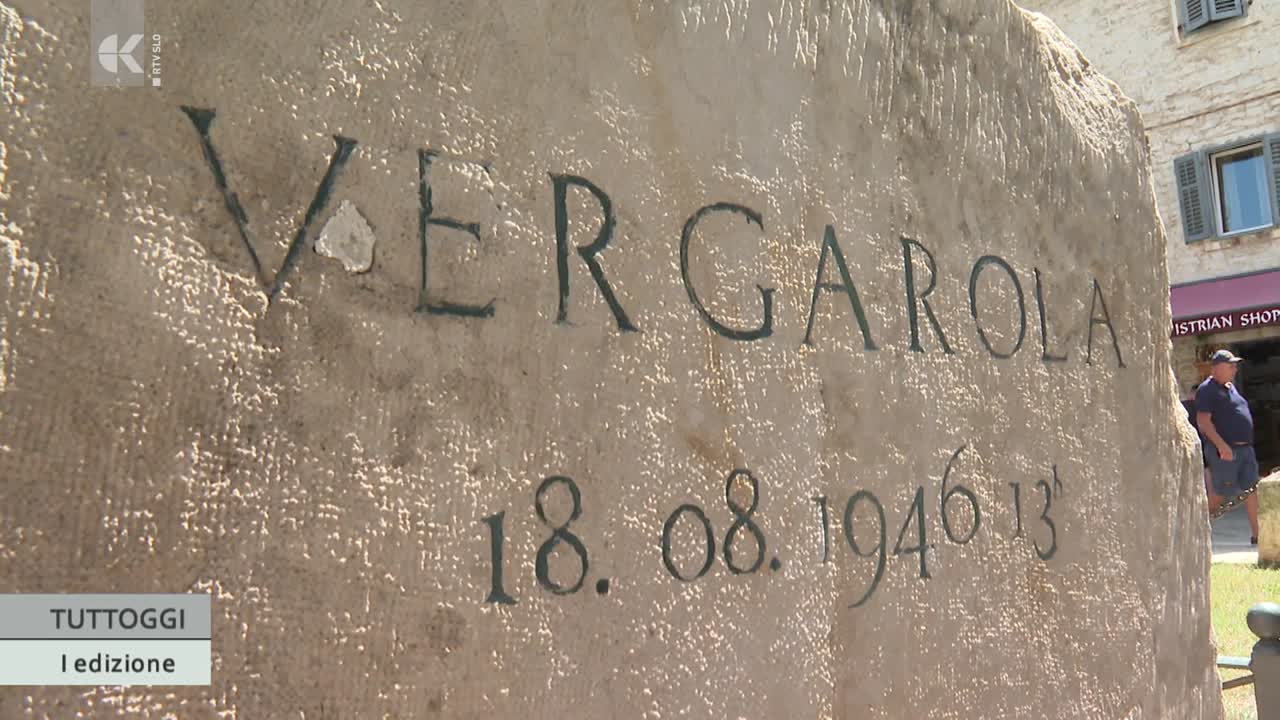 RTV SLO
VERGAROLA
18. 08. 1946 13h
ISTRIAN SHOP
TUTTOGGI
I edizione